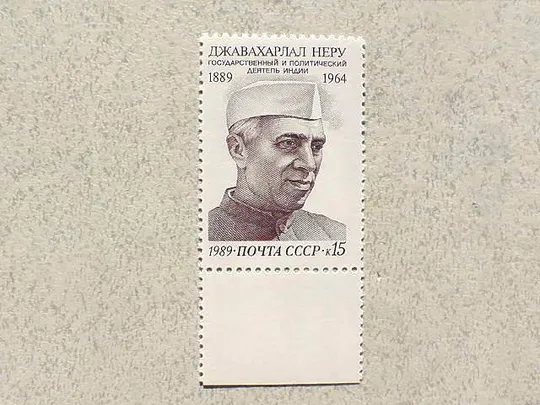 ДЖАВАХАРЛАЛ НЕРУ
ГОСУДАРСТВЕННЫЙ И ПОЛИТИЧЕСКИЙ
ДЕЯТЕЛЬ ИНДИИ
1889 1964
1989·ПОЧТА СССР·к15